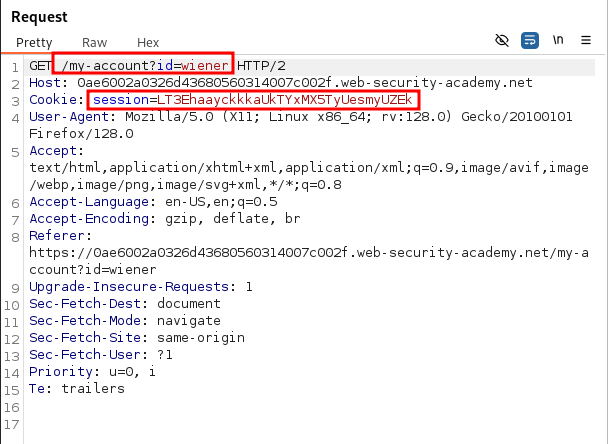 Request
Pretty Raw Hex
\n
1 GET /my-account?id=wiener HTTP/2
2 Host: 0ae6002a0326d43680560314007c002f.web-security-academy.net
3 Cookie: session=LT3EhaayckkkaUkTYxMX5TyUesmyUZEk
4 User-Agent: Mozilla/5.0 (X11; Linux x86_64; rv:128.0) Gecko/20100101
Firefox/128.0
5 Accept:
text/html,application/xhtml+xml,application/xml;q=0.9,image/avif,image
/webp,image/png,image/svg+xml,*/*;q=0.8
6 Accept-Language: en-US,en;q=0.5
7 Accept-Encoding: gzip, deflate, br
8 Referer:
https://0ae6002a0326d43680560314007c002f.web-security-academy.net/my-a
ccount?id=wiener
9 Upgrade-Insecure-Requests: 1
10 Sec-Fetch-Dest: document
11 Sec-Fetch-Mode: navigate
12 Sec-Fetch-Site: same-origin
13 Sec-Fetch-User: ?1
14 Priority: u=0, i
15 Te: trailers
16
17